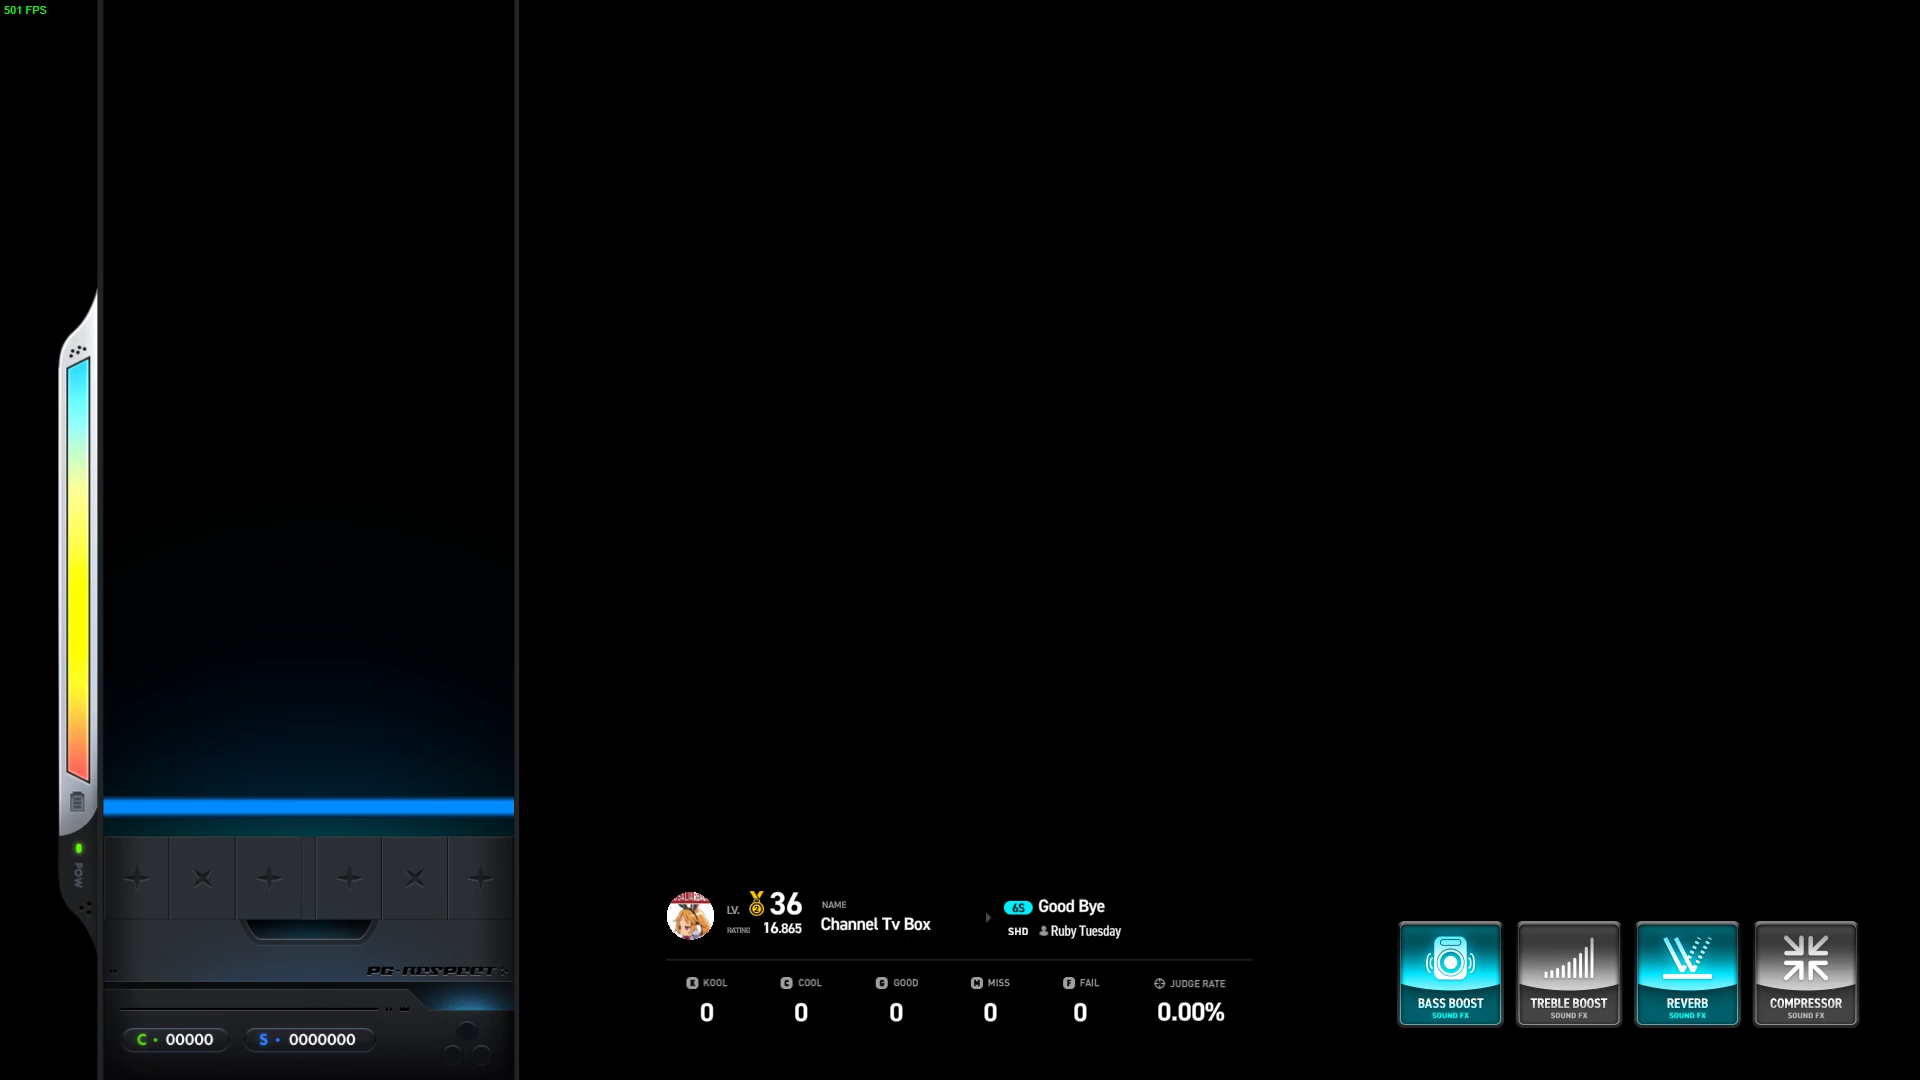 501 FPS
POW
PG-RESPECT
C • 00000
S • 0000000
LV. 36
RATING 16.865
NAME
Channel Tv Box
6S Good Bye
SHD Ruby Tuesday
K KOOL
C COOL
G GOOD
M MISS
F FAIL
JUDGE RATE
0
0
0
0
0
0.00%
BASS BOOST
SOUND FX
TREBLE BOOST
SOUND FX
REVERB
SOUND FX
COMPRESSOR
SOUND FX